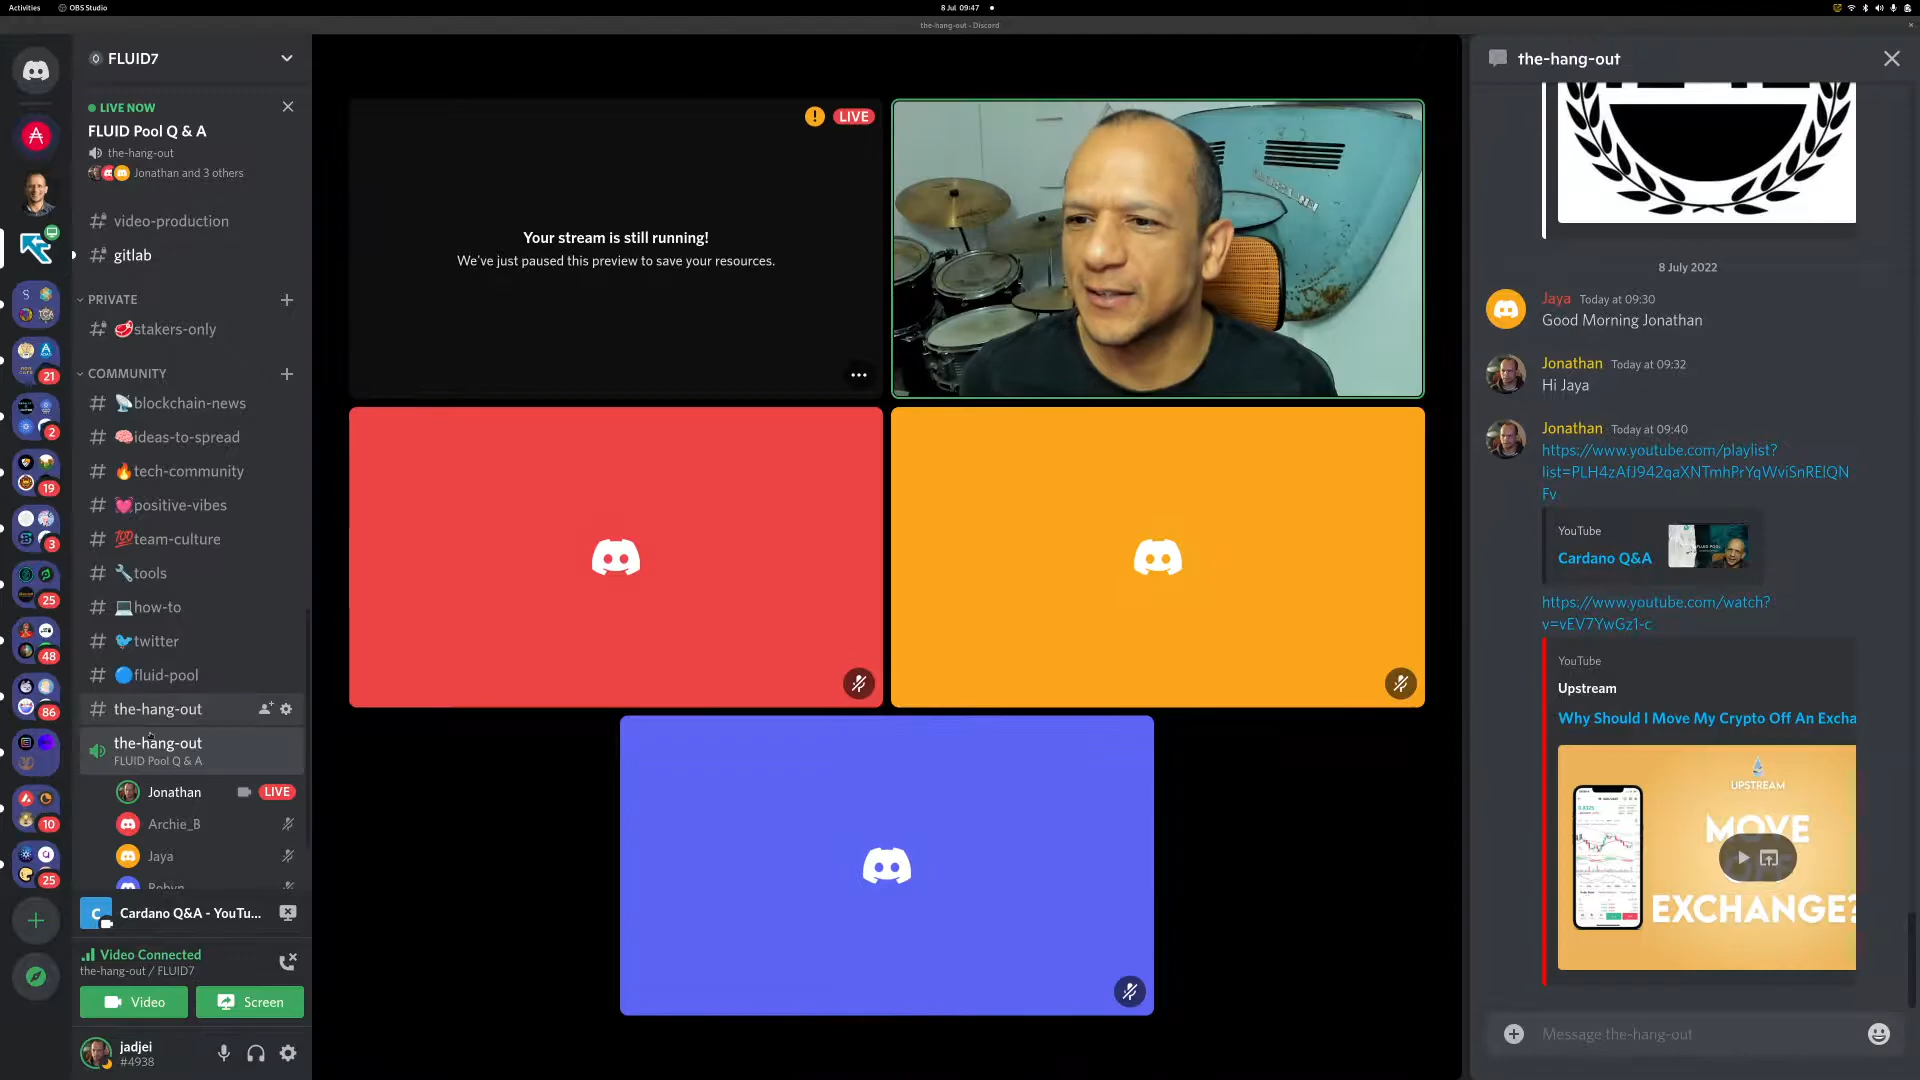 Activities
OBS Studio
8 Jul 09:47
the-hang-out - Discord
FLUID7
LIVE NOW
FLUID Pool Q & A
the-hang-out
Jonathan and 3 others
video-production
gitlab
PRIVATE
🥩stakers-only
COMMUNITY
📡blockchain-news
🧠ideas-to-spread
🔥tech-community
💓positive-vibes
💯team-culture
🔧tools
💻how-to
🐦twitter
🔵fluid-pool
the-hang-out
the-hang-out
FLUID Pool Q & A
Jonathan
LIVE
Archie_B
Jaya
Robyn
C
Cardano Q&A - YouTu...
Video Connected
the-hang-out / FLUID7
Video
Screen
jadjei
#4938
21
2
19
3
25
48
86
10
25
LIVE
Your stream is still running!
We've just paused this preview to save your resources.
the-hang-out
8 July 2022
Jaya Today at 09:30
Good Morning Jonathan
Jonathan Today at 09:32
Hi Jaya
Jonathan Today at 09:40
https://www.youtube.com/playlist?
list=PLH4zAfJ942qaXNTmhPrYqWviSnRElQN
Fv
YouTube
Cardano Q&A
https://www.youtube.com/watch?
v=vEV7YwGz1-c
YouTube
Upstream
Why Should I Move My Crypto Off An Excha
UPSTREAM
MOVE
EXCHANGE?
Message the-hang-out